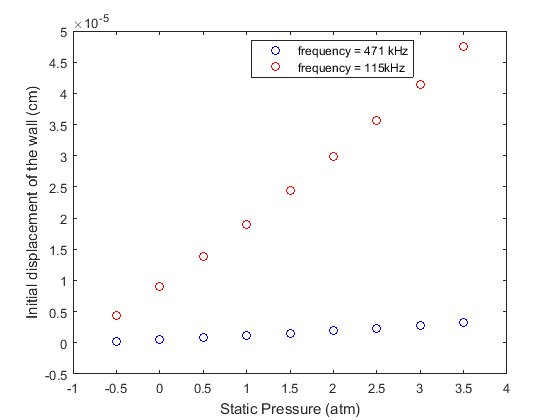 ×10-5
frequency = 471 kHz
frequency = 115kHz
5
4.5
4
3.5
3
2.5
2
1.5
1
0.5
0
-0.5
Initial displacement of the wall (cm)
-1 -0.5 0 0.5 1 1.5 2 2.5 3 3.5 4
Static Pressure (atm)